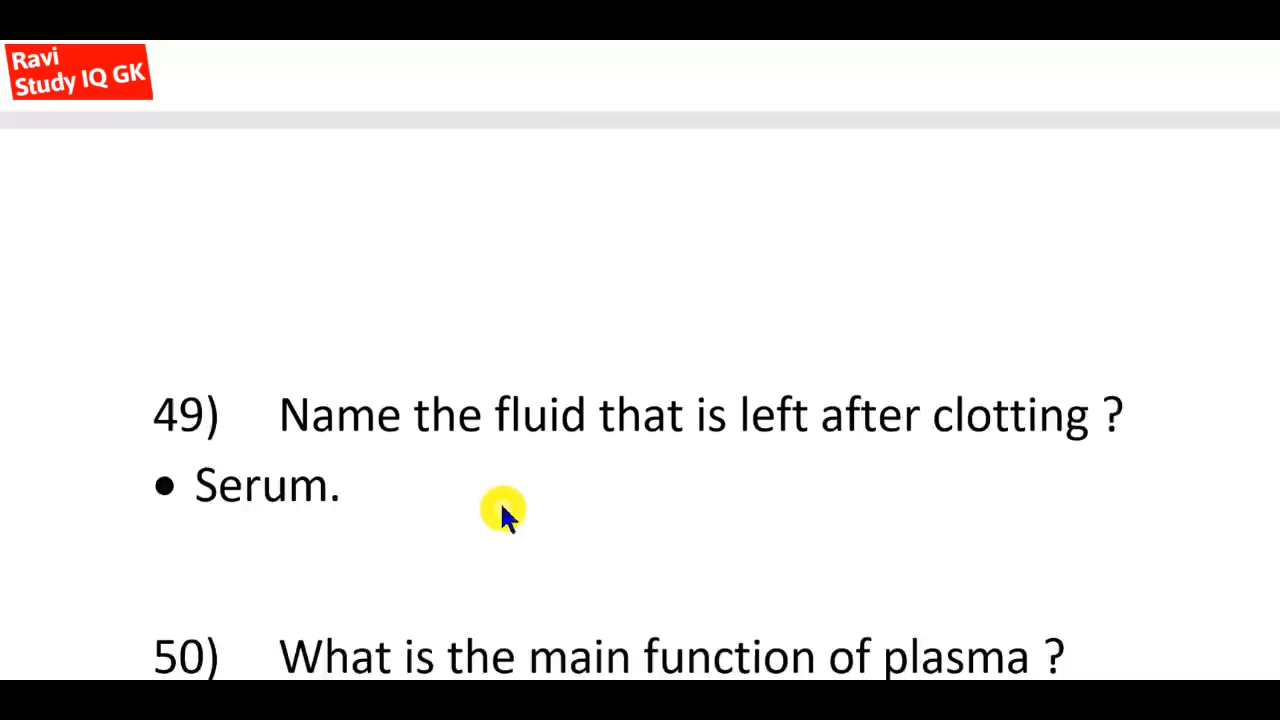 Ravi
Study IQ GK
49) Name the fluid that is left after clotting ?
• Serum.
50) What is the main function of plasma ?